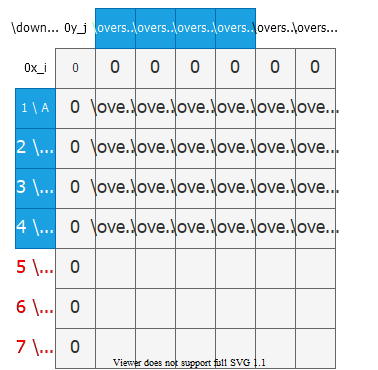 \down... 0y_j \overs... \overs... \overs... \overs... \overs... \overs...
0x_i 0 0 0 0 0 0 0
1 \ A 0 \ove... \ove... \ove... \ove... \ove... \ove...
2 \... 0 \ove... \ove... \ove... \ove... \ove... \ove...
3 \... 0 \ove... \ove... \ove... \ove... \ove... \ove...
4 \... 0 \ove... \ove... \ove... \ove... \ove... \ove...
5 \... 0
6 \... 0
7 \... 0
Viewer does not support full SVG 1.1